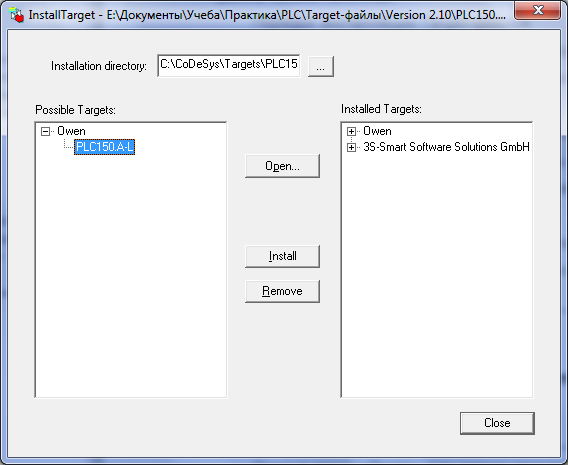 InstallTarget - E:\Документы\Учеба\Практика\PLC\Target-файлы\Version 2.10\PLC150....
Installation directory: C:\CoDeSys\Targets\PLC15 ...
Possible Targets:
Installed Targets:
Owen
PLC150.A-L
Owen
3S-Smart Software Solutions GmbH
Open...
Install
Remove
Close